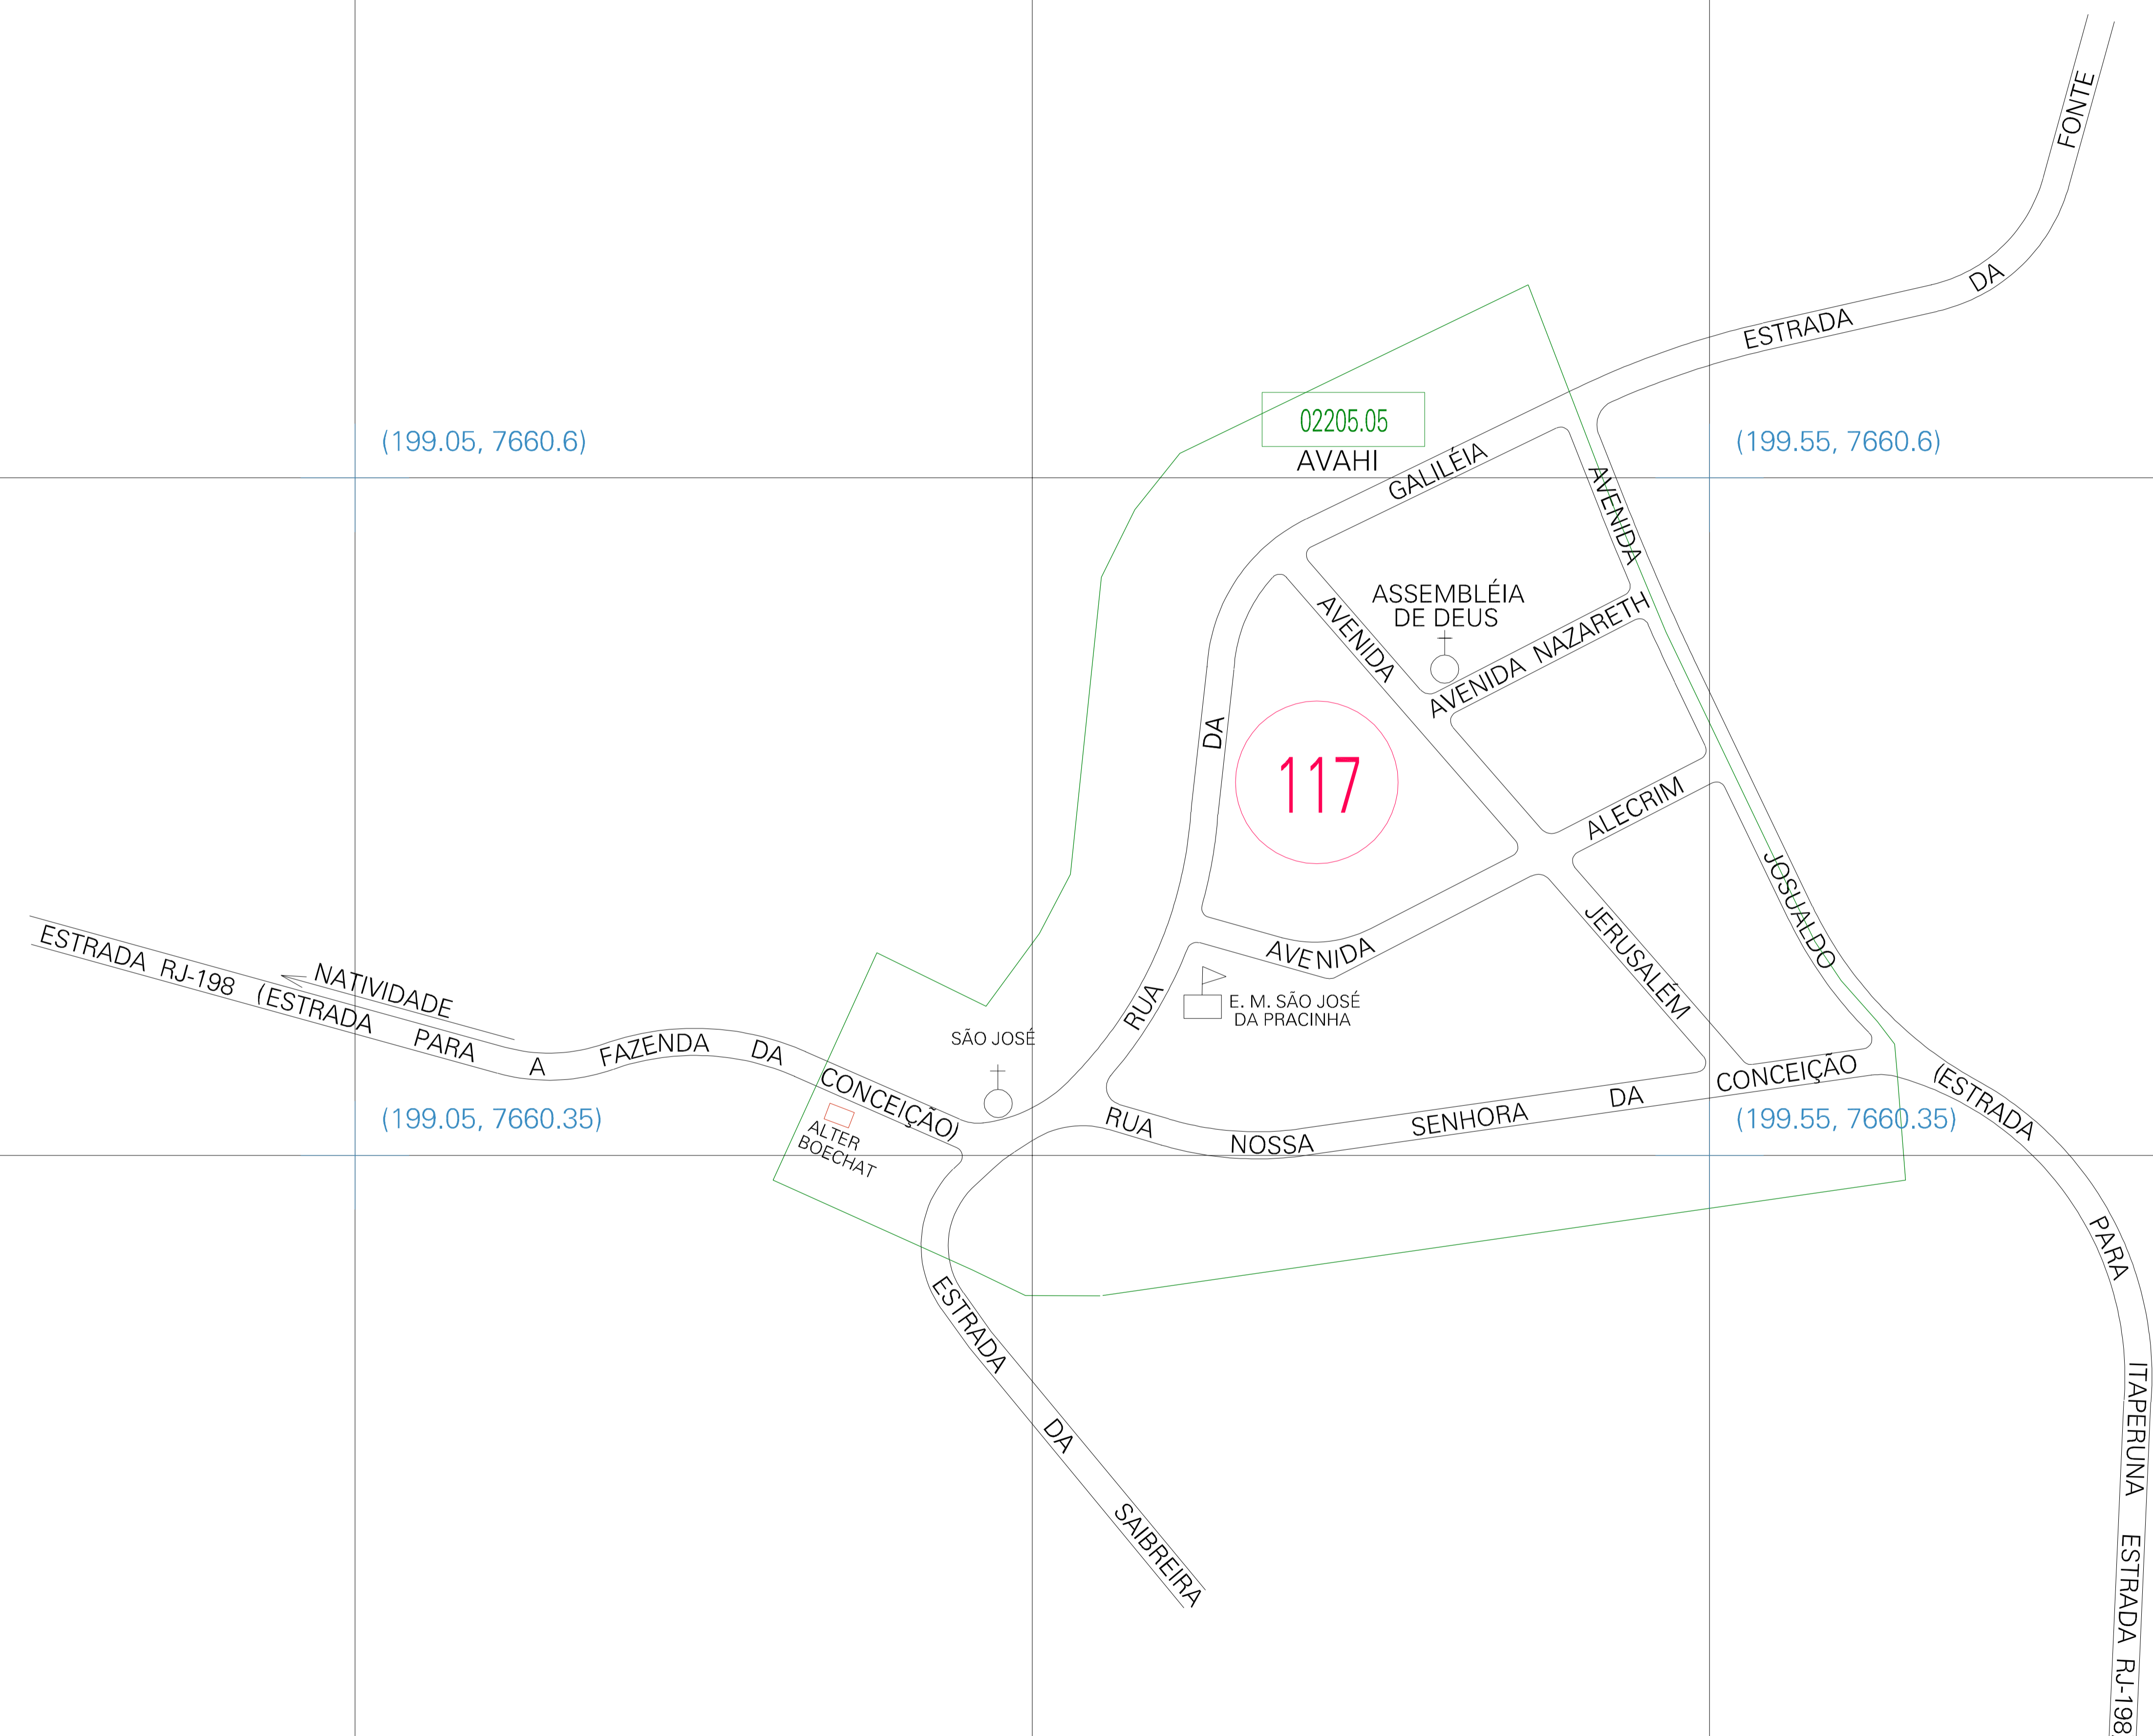 FONTE
DA
ESTRADA
02205.05
AVAHI
(199.05, 7660.6)
(199.55, 7660.6)
GALILÉIA
AVENIDA
ASSEMBLÉIA
DE DEUS
AVENIDA
AVENIDA NAZARETH
DA
117
ALECRIM
JOSUALDO
JERUSALÉM
AVENIDA
RUA
E. M. SÃO JOSÉ
DA PRACINHA
ESTRADA RJ-198 (ESTRADA PARA A FAZENDA DA CONCEIÇÃO)
NATIVIDADE
SÃO JOSÉ
ALTER
BOECHAT
(199.05, 7660.35)
(199.55, 7660.35)
RUA NOSSA SENHORA DA CONCEIÇÃO
(ESTRADA PARA ITAPERUNA ESTRADA RJ-198
ESTRADA DA SAIBREIRA